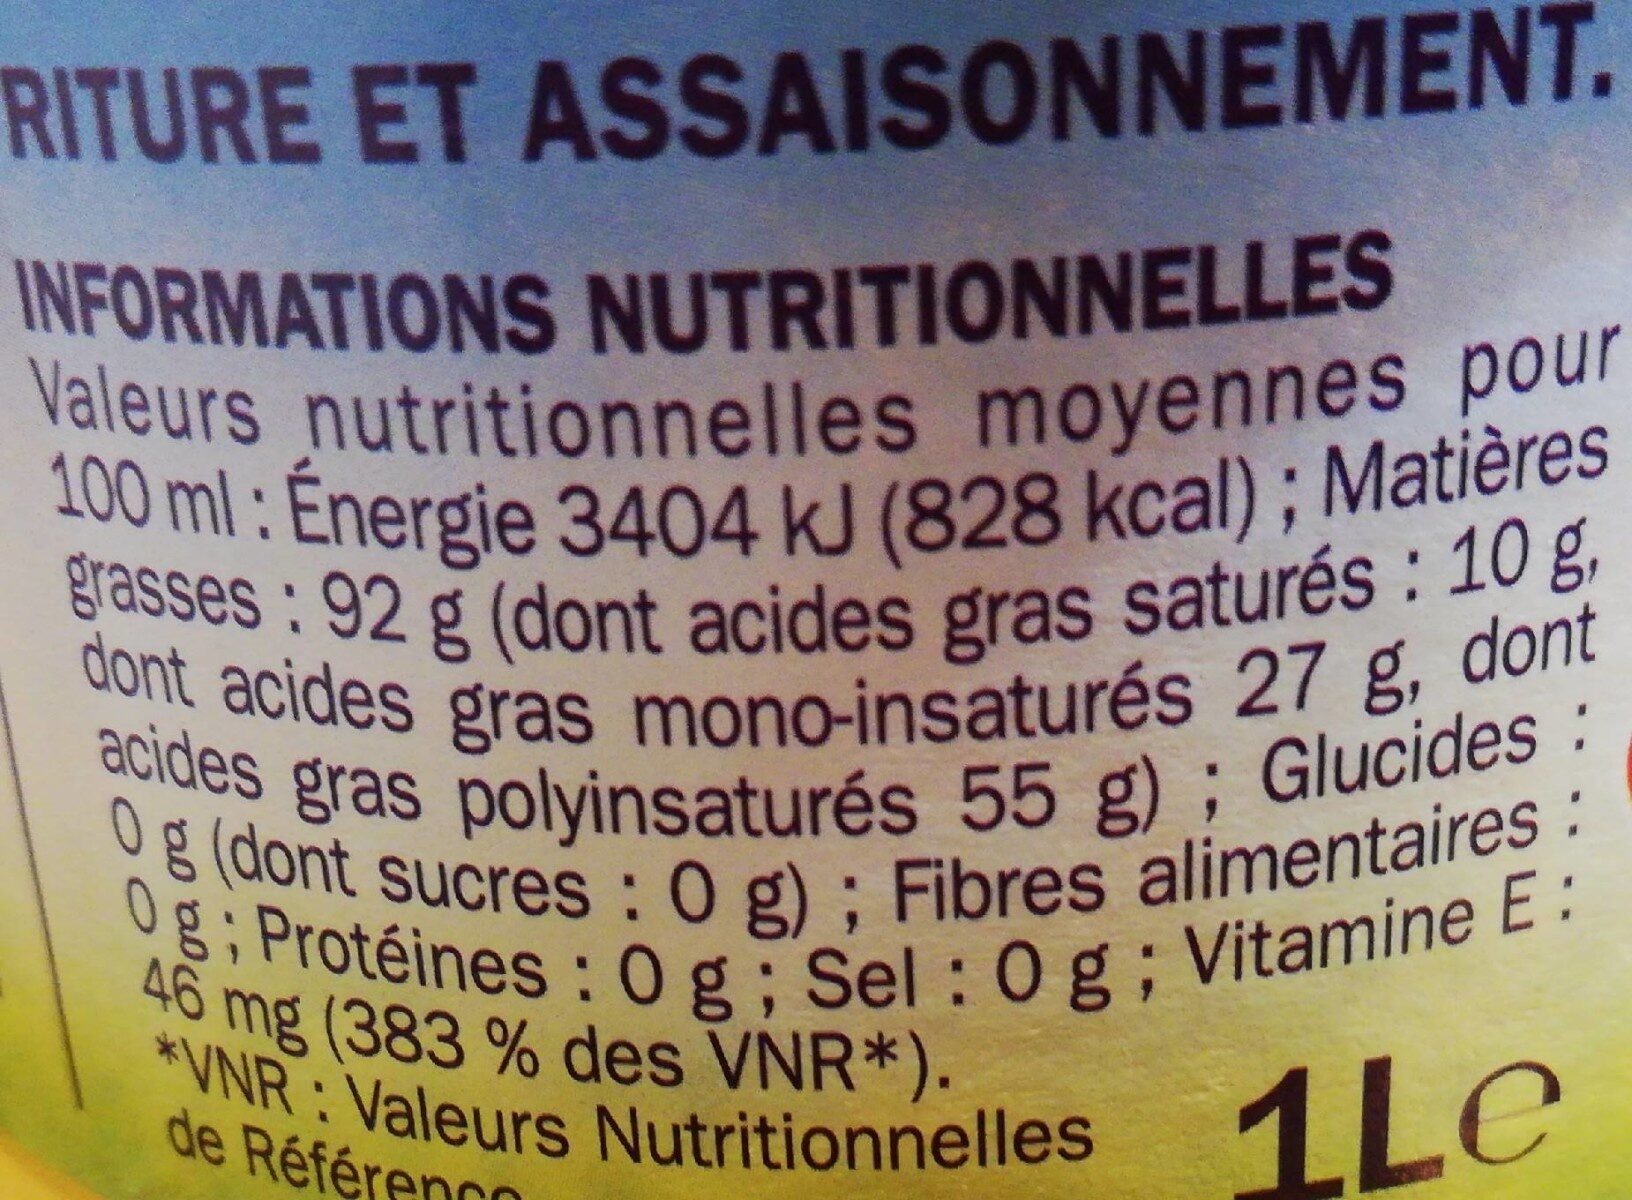 RITURE ET ASSAISONNEMENT.
INFORMATIONS NUTRITIONNELLES
Valeurs nutritionnelles moyennes pour
100 ml : Énergie 3404 kJ (828 kcal) ; Matières
grasses : 92 g (dont acides gras saturés : 10 g,
dont acides gras mono-insaturés 27 g, dont
acides gras polyinsaturés 55 g) ; Glucides :
0 g (dont sucres : 0 g) ; Fibres alimentaires :
0 g ; Protéines : 0 g ; Sel : 0 g ; Vitamine E :
46 mg (383 % des VNR*).
*VNR : Valeurs Nutritionnelles
de Référence
1L℮